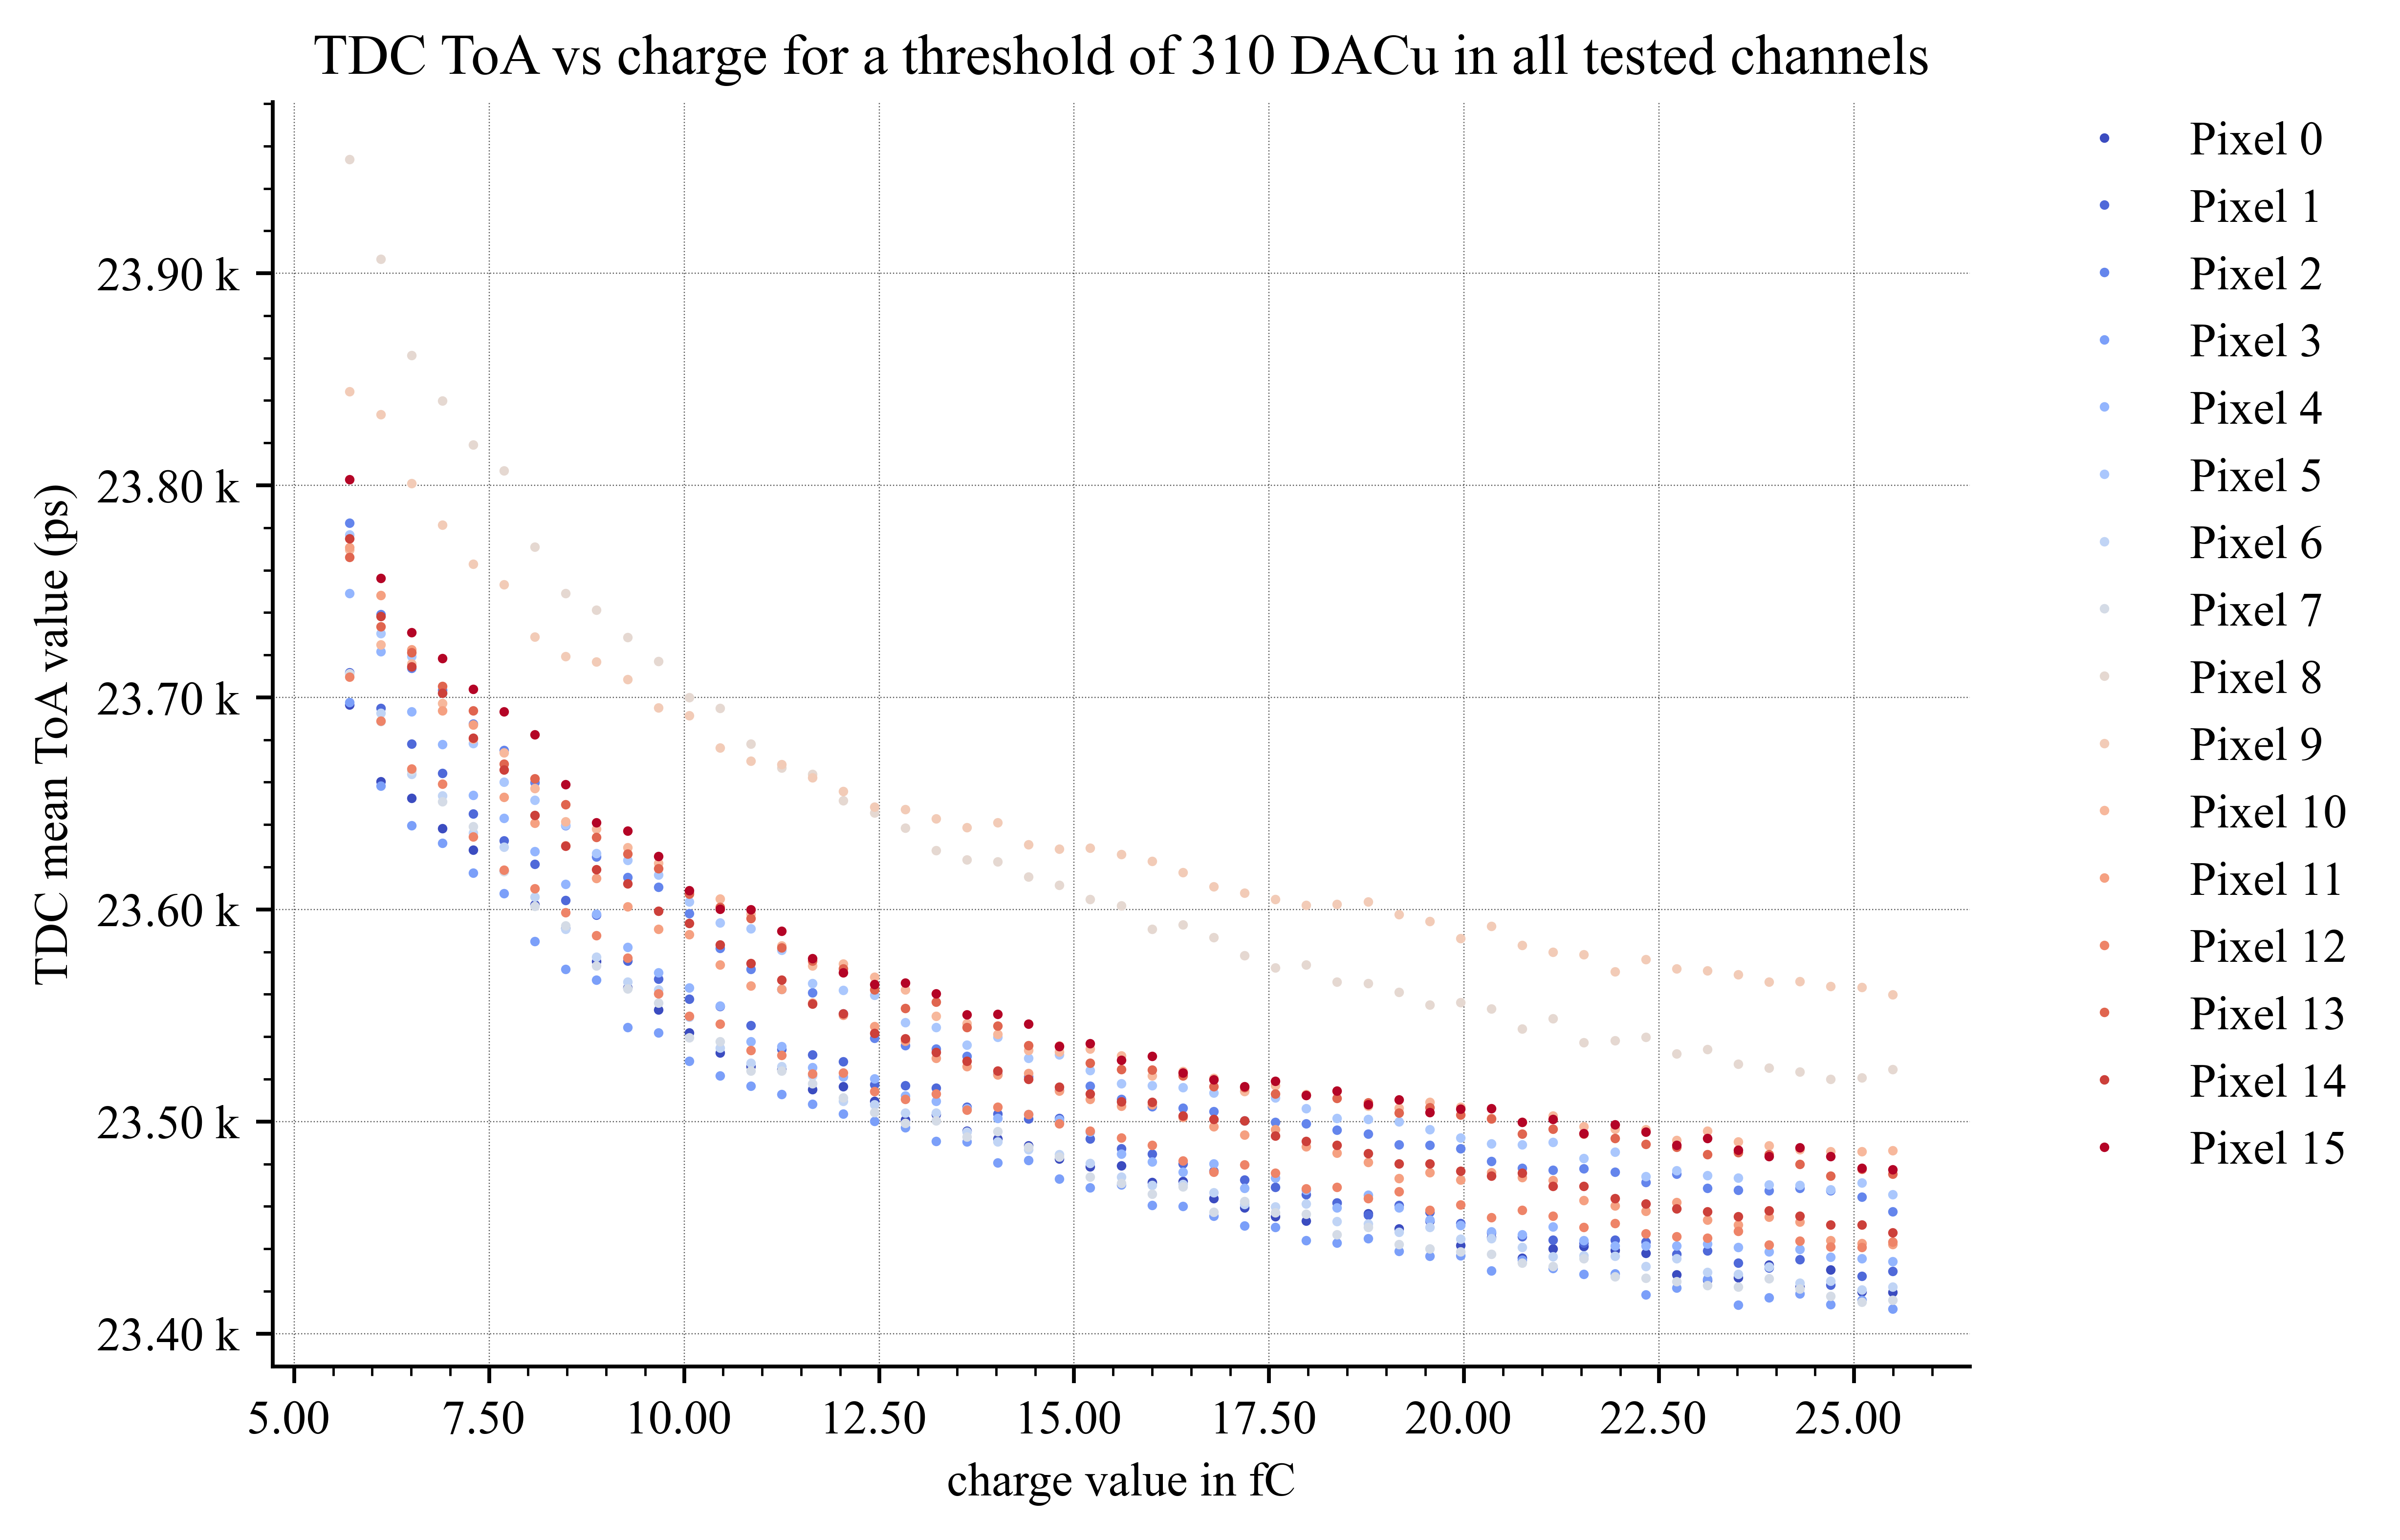 TDC ToA vs charge for a threshold of 310 DACu in all tested channels
TDC mean ToA value (ps)
23.90 k
23.80 k
23.70 k
23.60 k
23.50 k
23.40 k
5.00 7.50 10.00 12.50 15.00 17.50 20.00 22.50 25.00
charge value in fC
Pixel 0
Pixel 1
Pixel 2
Pixel 3
Pixel 4
Pixel 5
Pixel 6
Pixel 7
Pixel 8
Pixel 9
Pixel 10
Pixel 11
Pixel 12
Pixel 13
Pixel 14
Pixel 15